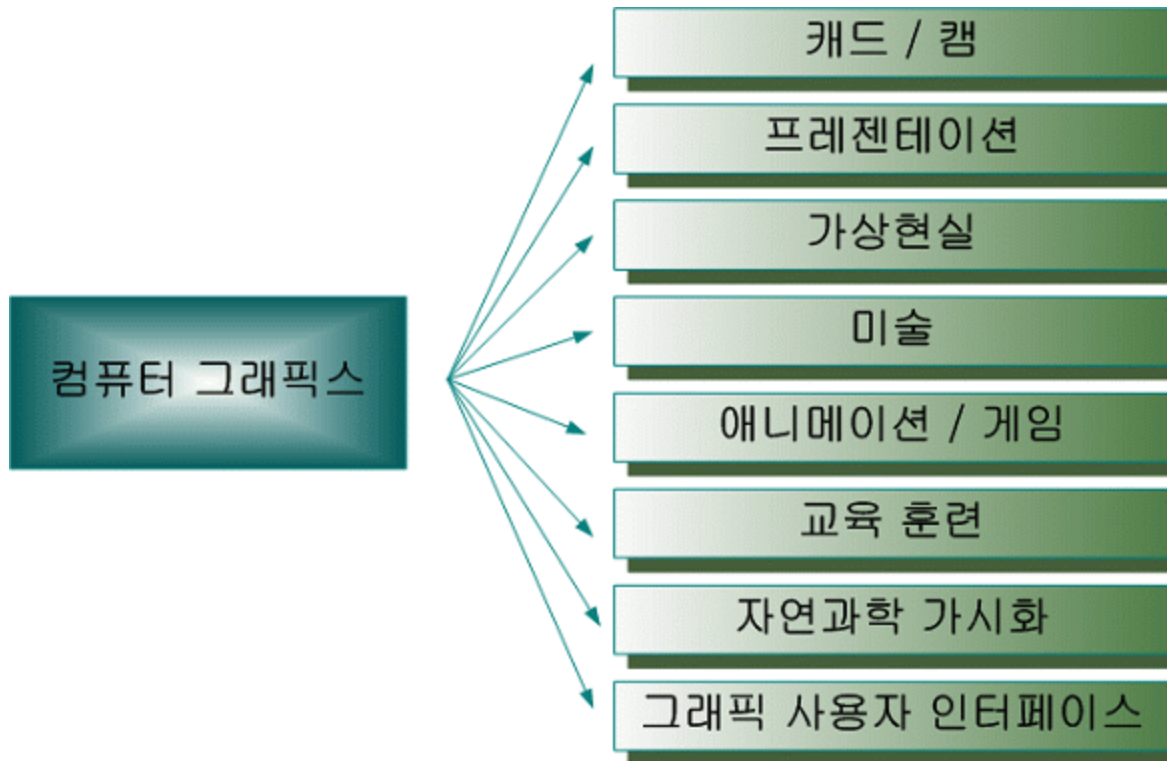 컴퓨터 그래픽스
캐드 / 캠
프레젠테이션
가상현실
미술
애니메이션 / 게임
교육 훈련
자연과학 가시화
그래픽 사용자 인터페이스